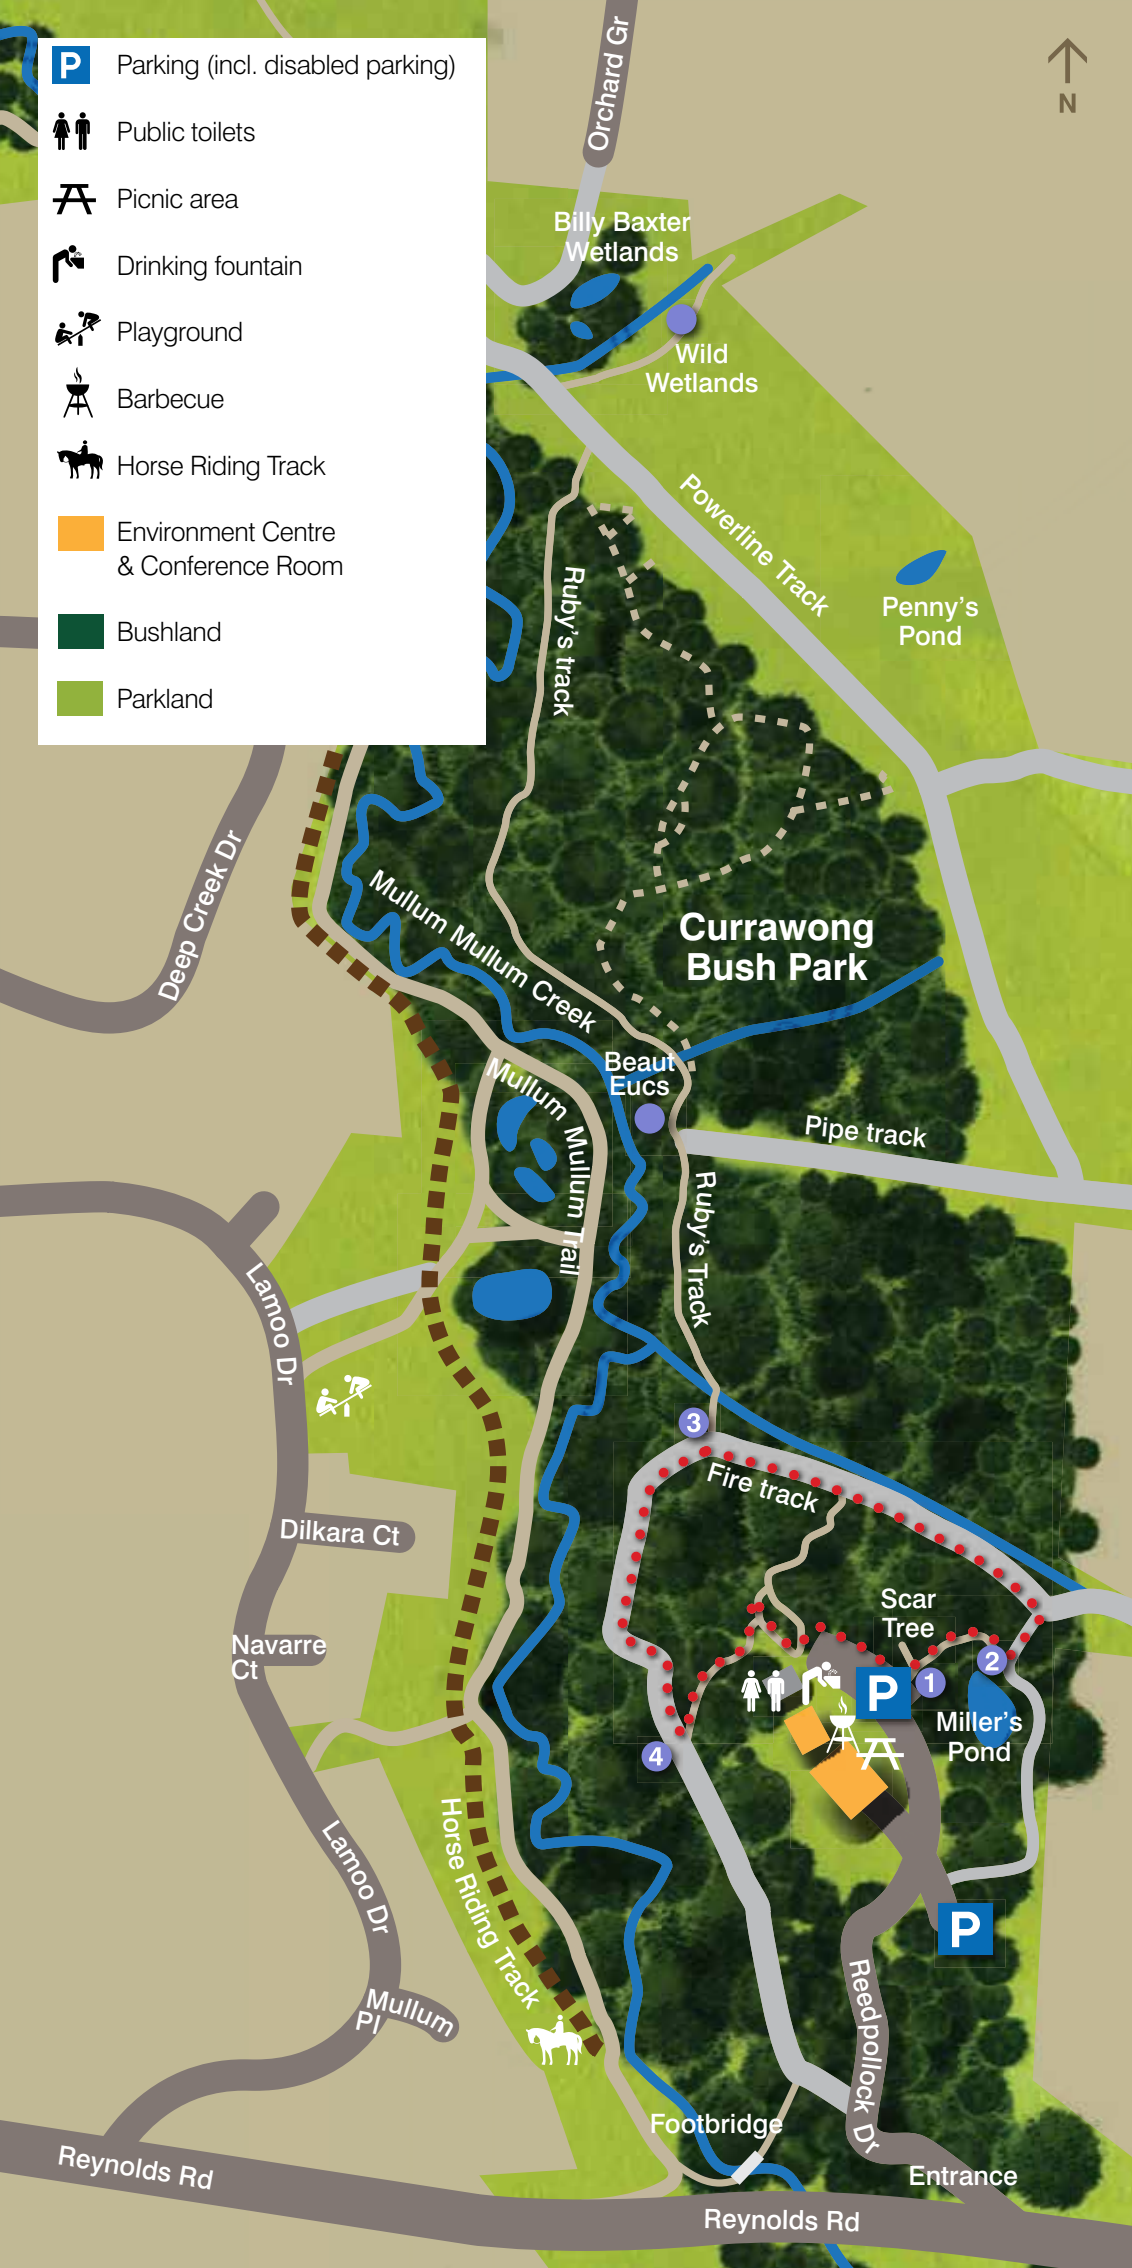 P Parking (incl. disabled parking)
Public toilets
Picnic area
Drinking fountain
Playground
Barbecue
Horse Riding Track
Environment Centre
& Conference Room
Bushland
Parkland
Orchard Gr
N
Billy Baxter
Wetlands
Wild
Wetlands
Powerline Track
Penny's
Pond
Ruby's track
Deep Creek Dr
Mullum Mullum Creek
Currawong
Bush Park
Beaut
Eucs
Mullum Mullum Trail
Pipe track
Ruby's Track
Lamoo Dr
3
Fire track
Dilkara Ct
Scar
Tree
Navarre
Ct
2
P
1
Miller's
Pond
4
Horse Riding Track
Lamoo Dr
P
Mullum
Pl
Reedpollock Dr
Footbridge
Entrance
Reynolds Rd
Reynolds Rd